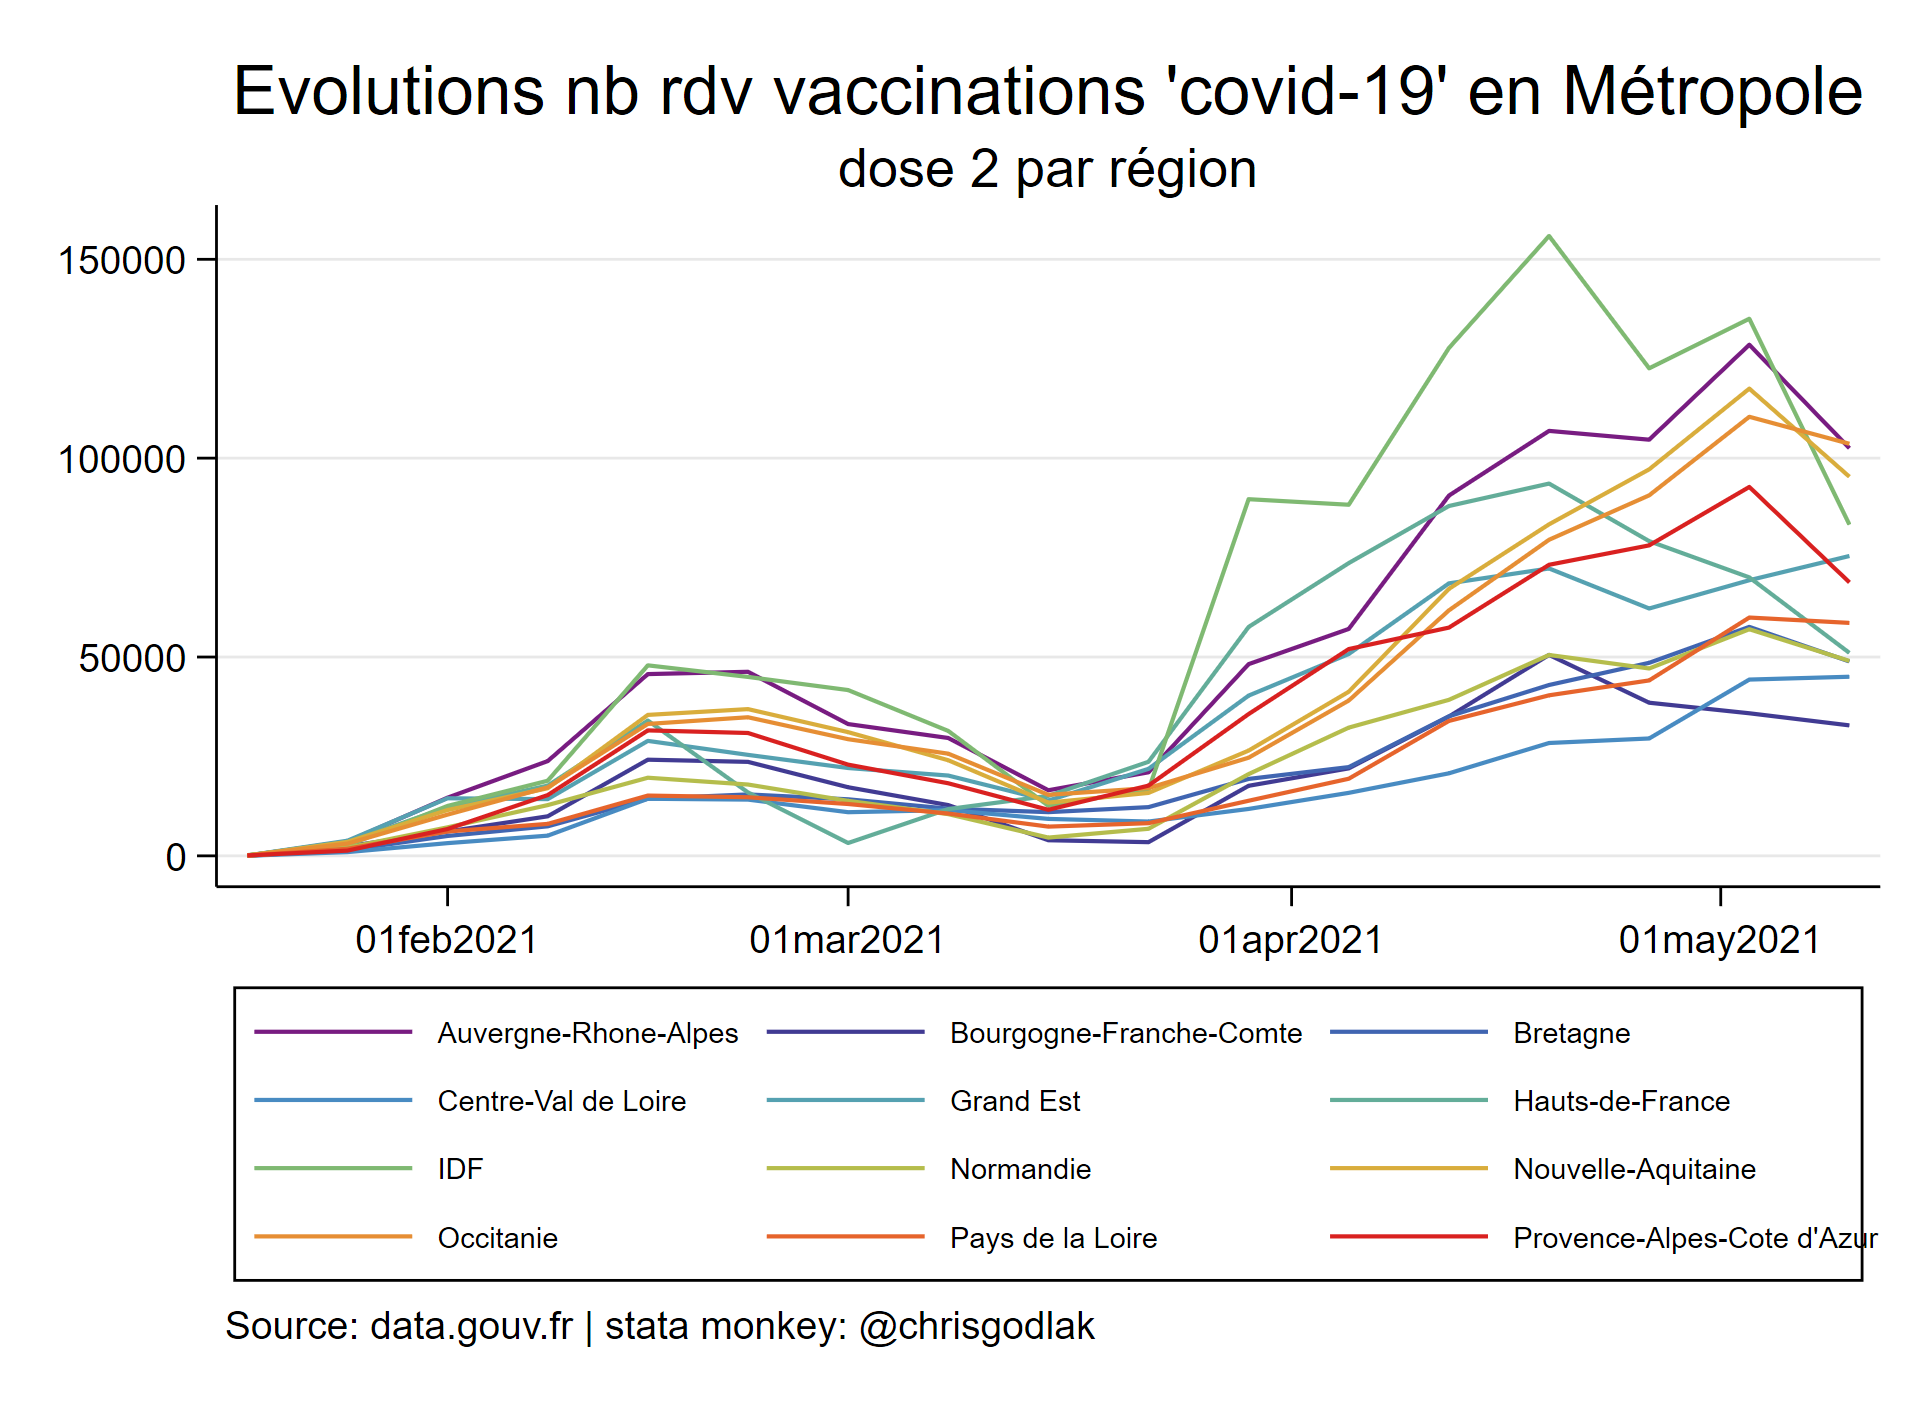 Evolutions nb rdv vaccinations 'covid-19' en Métropole
dose 2 par région
150000
100000
50000
0
01feb2021 01mar2021 01apr2021 01may2021
Auvergne-Rhone-Alpes Bourgogne-Franche-Comte Bretagne
Centre-Val de Loire Grand Est Hauts-de-France
IDF Normandie Nouvelle-Aquitaine
Occitanie Pays de la Loire Provence-Alpes-Cote d'Azur
Source: data.gouv.fr | stata monkey: @chrisgodlak